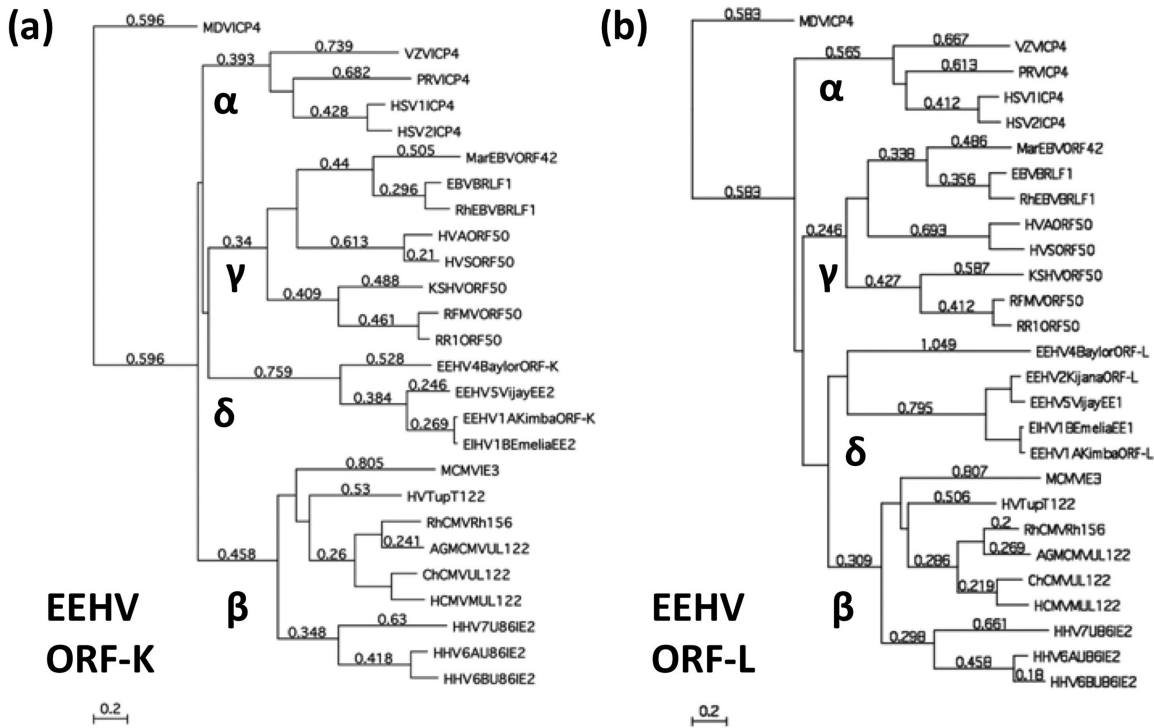 (a)
0.596
MDVICP4
0.739
VZVICP4
0.393
0.682
PRVICP4
α
0.428
HSV1ICP4
HSV2ICP4
0.505
MarEBVORF42
0.44
EBVBRLF1
0.296
RhEBVBRLF1
HVAORF50
0.34
0.613
0.21
HVSORF50
γ
0.488
KSHVORF50
0.409
RFMVORF50
0.461
RR1ORF50
0.596
0.528
EEHV4BaylorORF-K
0.759
0.246
EEHV5VijayEE2
0.384
δ
EEHV1AKimbaORF-K
0.269
ElHV1BEmeliaEE2
0.805
MCMVIE3
0.53
HVTupT122
RhCMVRh156
0.241
AGMCMVUL122
0.458
0.26
ChCMVUL122
HCMVMUL122
β
0.63
HHV7U86IE2
0.348
HHV6AU86IE2
0.418
HHV6BU86IE2
EEHV
ORF-K
0.2
(b)
0.583
MDVICP4
0.667
VZVICP4
0.565
0.613
PRVICP4
α
HSV1ICP4
0.412
HSV2ICP4
0.486
MarEBVORF42
0.338
EBVBRLF1
0.356
RhEBVBRLF1
0.583
HVAORF50
0.246
0.693
HVSORF50
γ
0.587
KSHVORF50
0.427
RFMVORF50
0.412
RR1ORF50
1.049
EEHV4BaylorORF-L
EEHV2KijanaORF-L
0.795
EEHV5VijayEE1
ElHV1BEmeliaEE1
δ
EEHV1AKimbaORF-L
0.807
MCMVIE3
0.506
HVTupT122
0.2
RhCMVRh156
0.269
AGMCMVUL122
0.309
0.286
ChCMVUL122
0.219
HCMVMUL122
β
0.661
HHV7U86IE2
0.298
HHV6AU86IE2
0.458
0.18
HHV6BU86IE2
EEHV
ORF-L
0.2